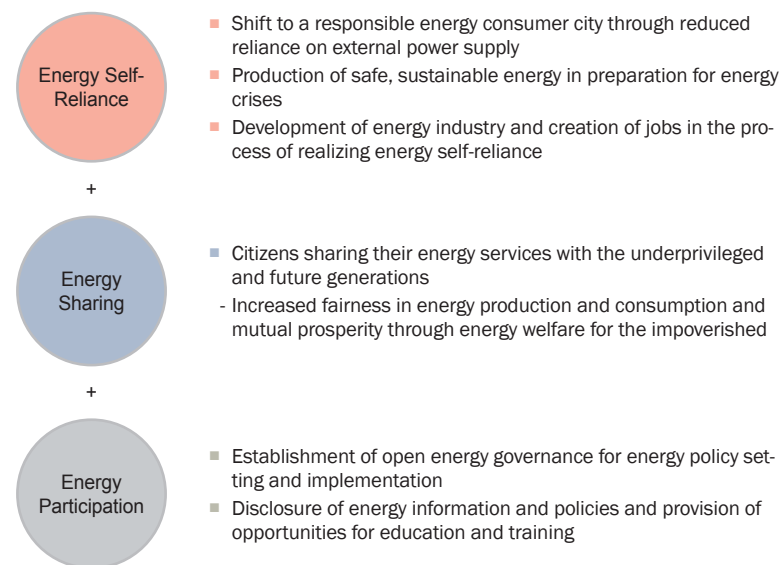 Energy Self-
Reliance
■ Shift to a responsible energy consumer city through reduced
reliance on external power supply
■ Production of safe, sustainable energy in preparation for energy
crises
■ Development of energy industry and creation of jobs in the pro-
cess of realizing energy self-reliance
+
Energy
Sharing
■ Citizens sharing their energy services with the underprivileged
and future generations
- Increased fairness in energy production and consumption and
mutual prosperity through energy welfare for the impoverished
+
Energy
Participation
■ Establishment of open energy governance for energy policy set-
ting and implementation
■ Disclosure of energy information and policies and provision of
opportunities for education and training